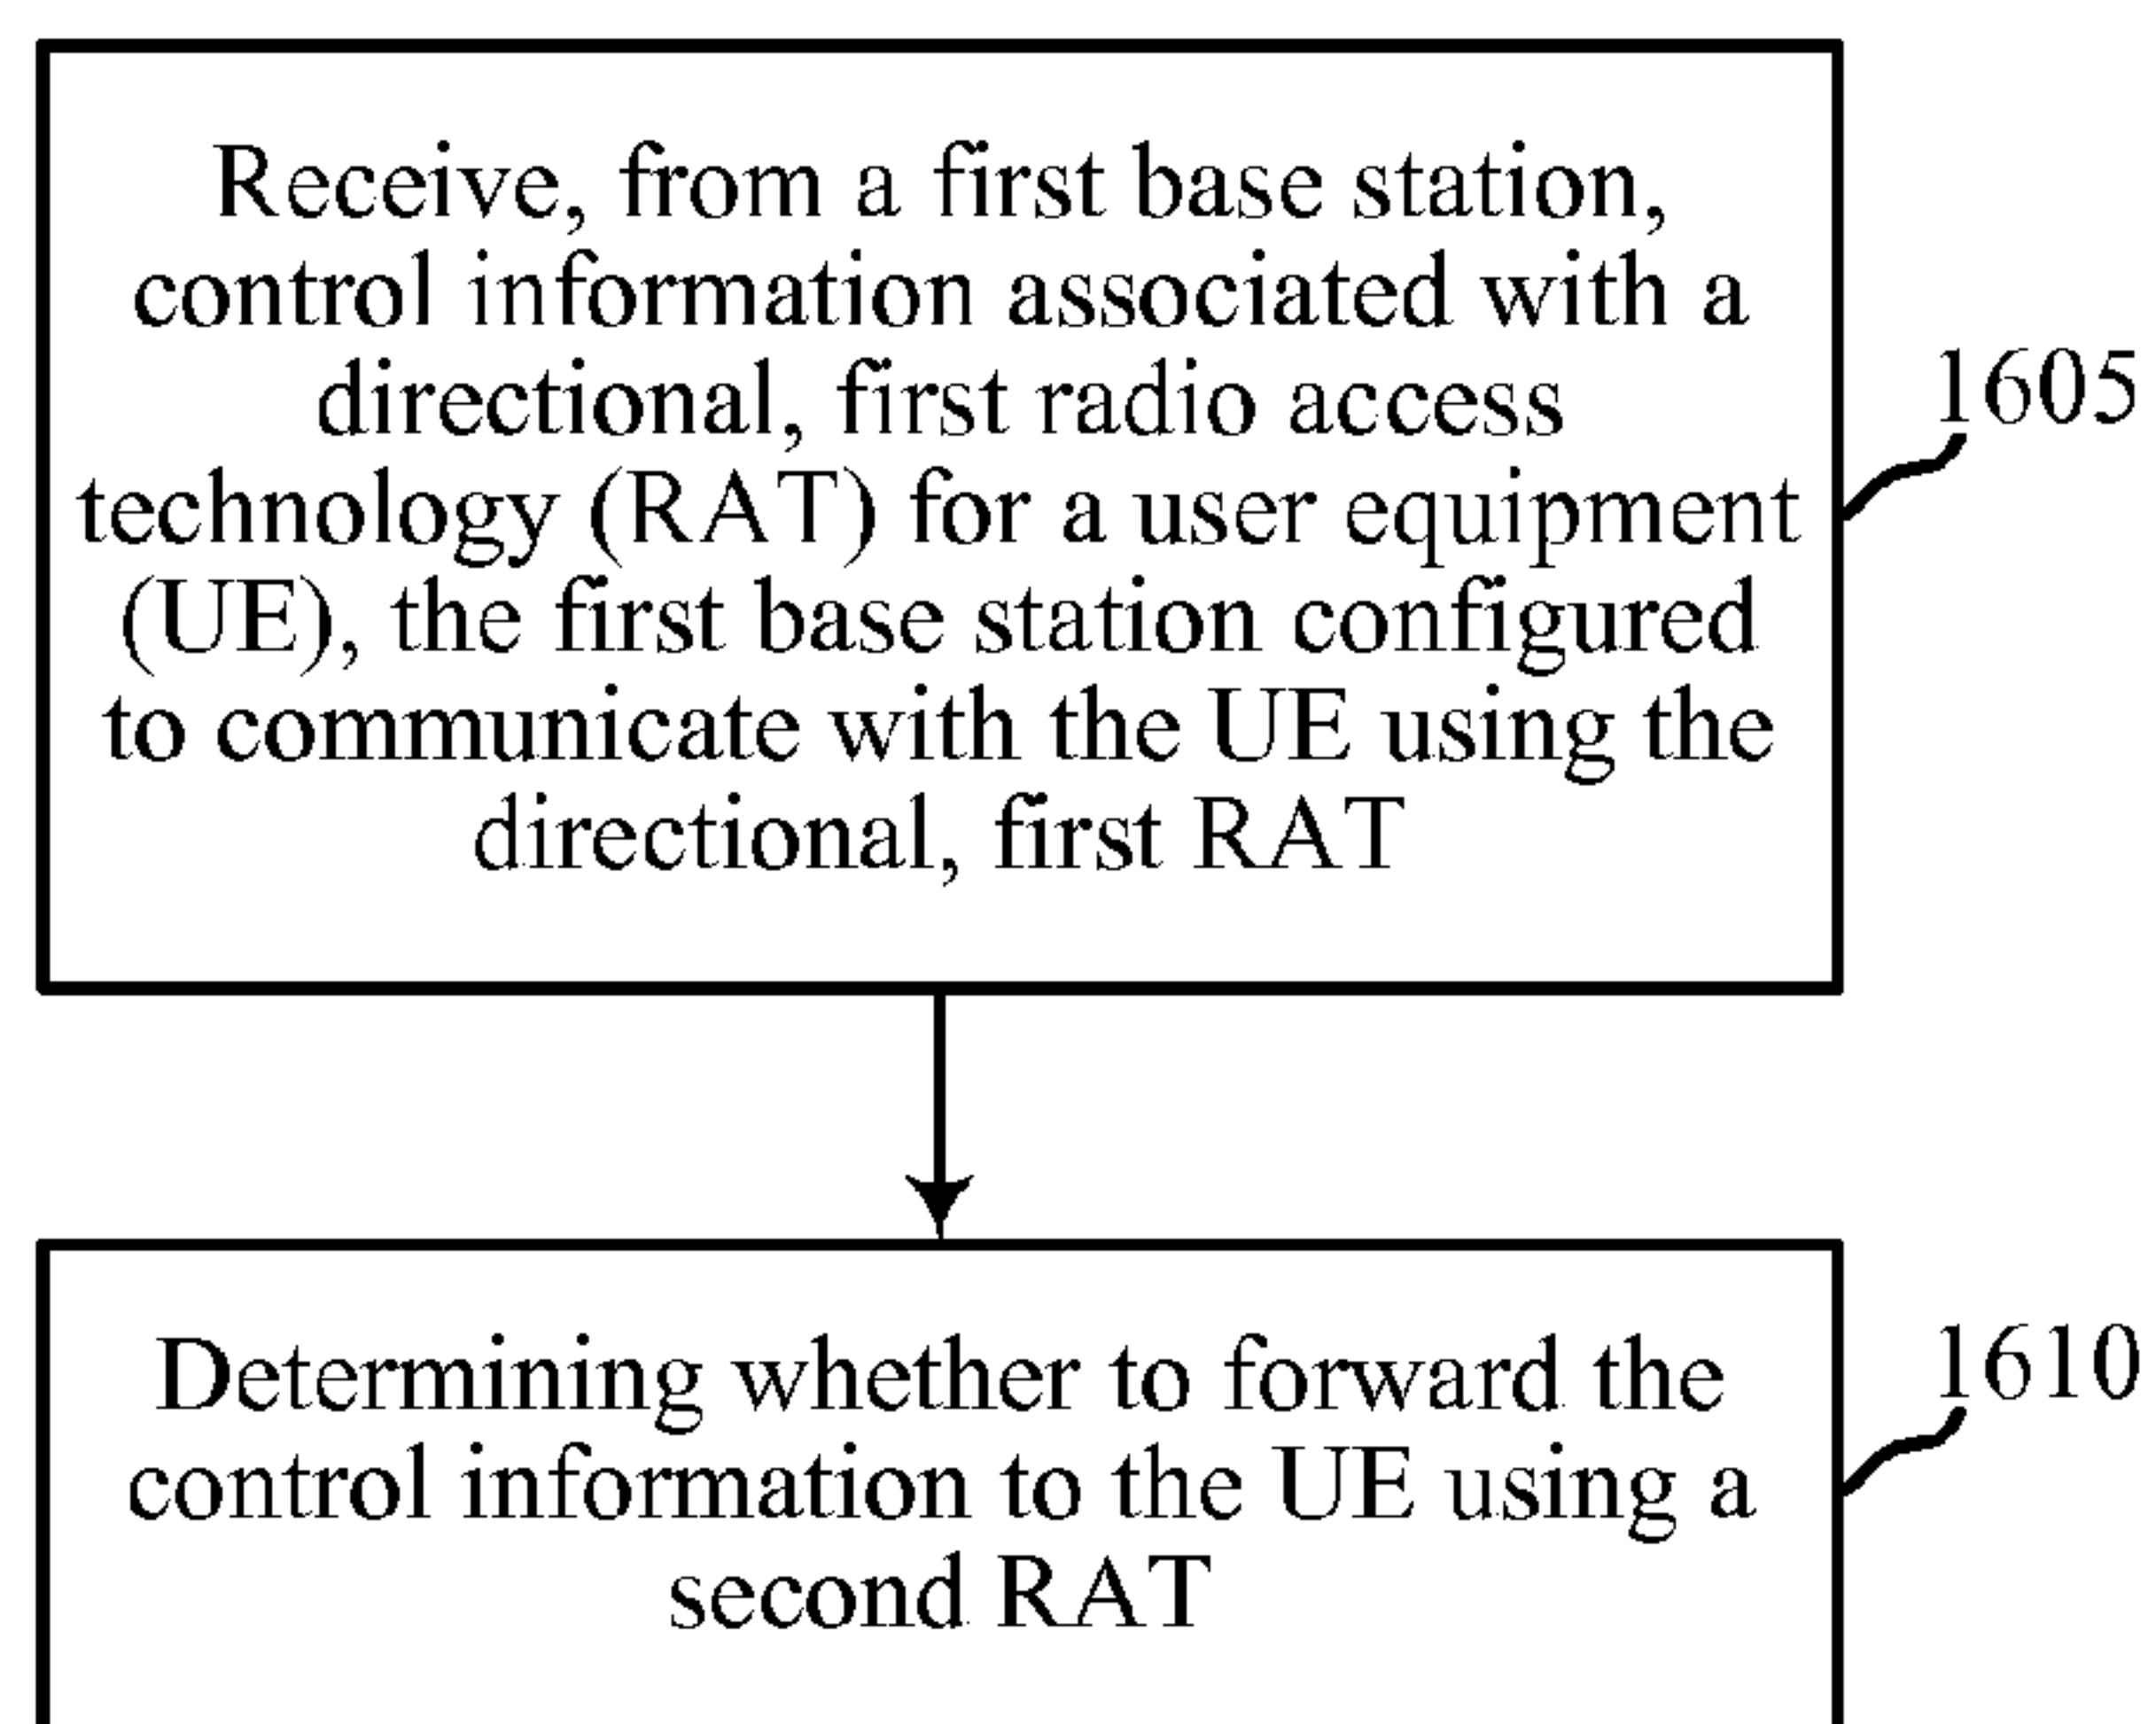 Receive, from a first base station,
control information associated with a
directional, first radio access
technology (RAT) for a user equipment
(UE), the first base station configured
to communicate with the UE using the
directional, first RAT
1605
Determining whether to forward the
control information to the UE using a
second RAT
1610